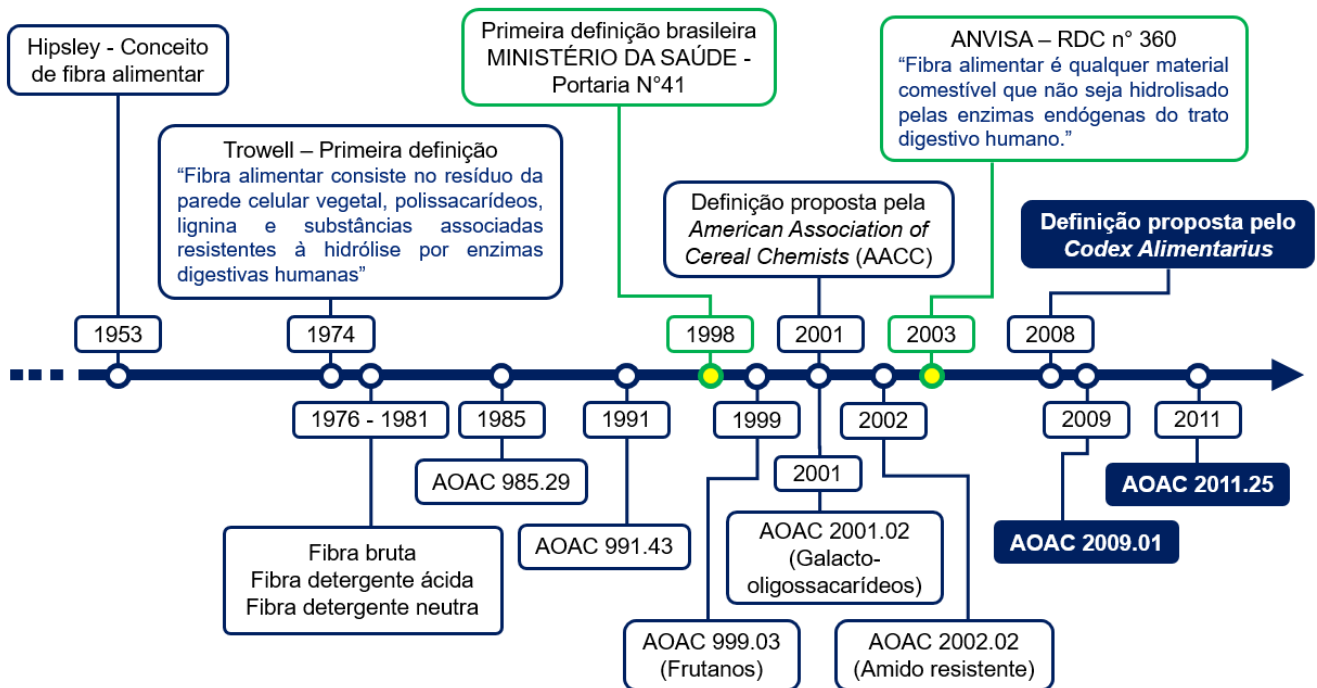 Hipsley - Conceito
de fibra alimentar
Primeira definição brasileira
MINISTÉRIO DA SAÚDE -
Portaria N°41
ANVISA – RDC n° 360
“Fibra alimentar é qualquer material
comestível que não seja hidrolisado
pelas enzimas endógenas do trato
digestivo humano.”
Trowell – Primeira definição
“Fibra alimentar consiste no resíduo da
parede celular vegetal, polissacarídeos,
lignina e substâncias associadas
resistentes à hidrólise por enzimas
digestivas humanas”
Definição proposta pela
American Association of
Cereal Chemists (AACC)
Definição proposta pelo
Codex Alimentarius
1953
1974
1998
2001
2003
2008
1976 - 1981
1985
1991
1999
2002
2009
2011
AOAC 985.29
2001
AOAC 2011.25
Fibra bruta
Fibra detergente ácida
Fibra detergente neutra
AOAC 991.43
AOAC 2001.02
(Galacto-
oligossacarídeos)
AOAC 2009.01
AOAC 999.03
(Frutanos)
AOAC 2002.02
(Amido resistente)